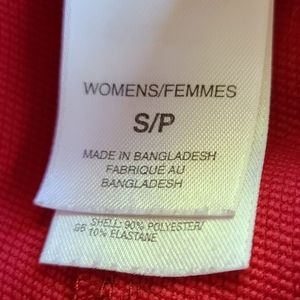 WOMENS/FEMMES
S/P
MADE IN BANGLADESH
FABRIQUÉ AU
BANGLADESH
SHELL: 90% POLYESTER/
10% ELASTANE